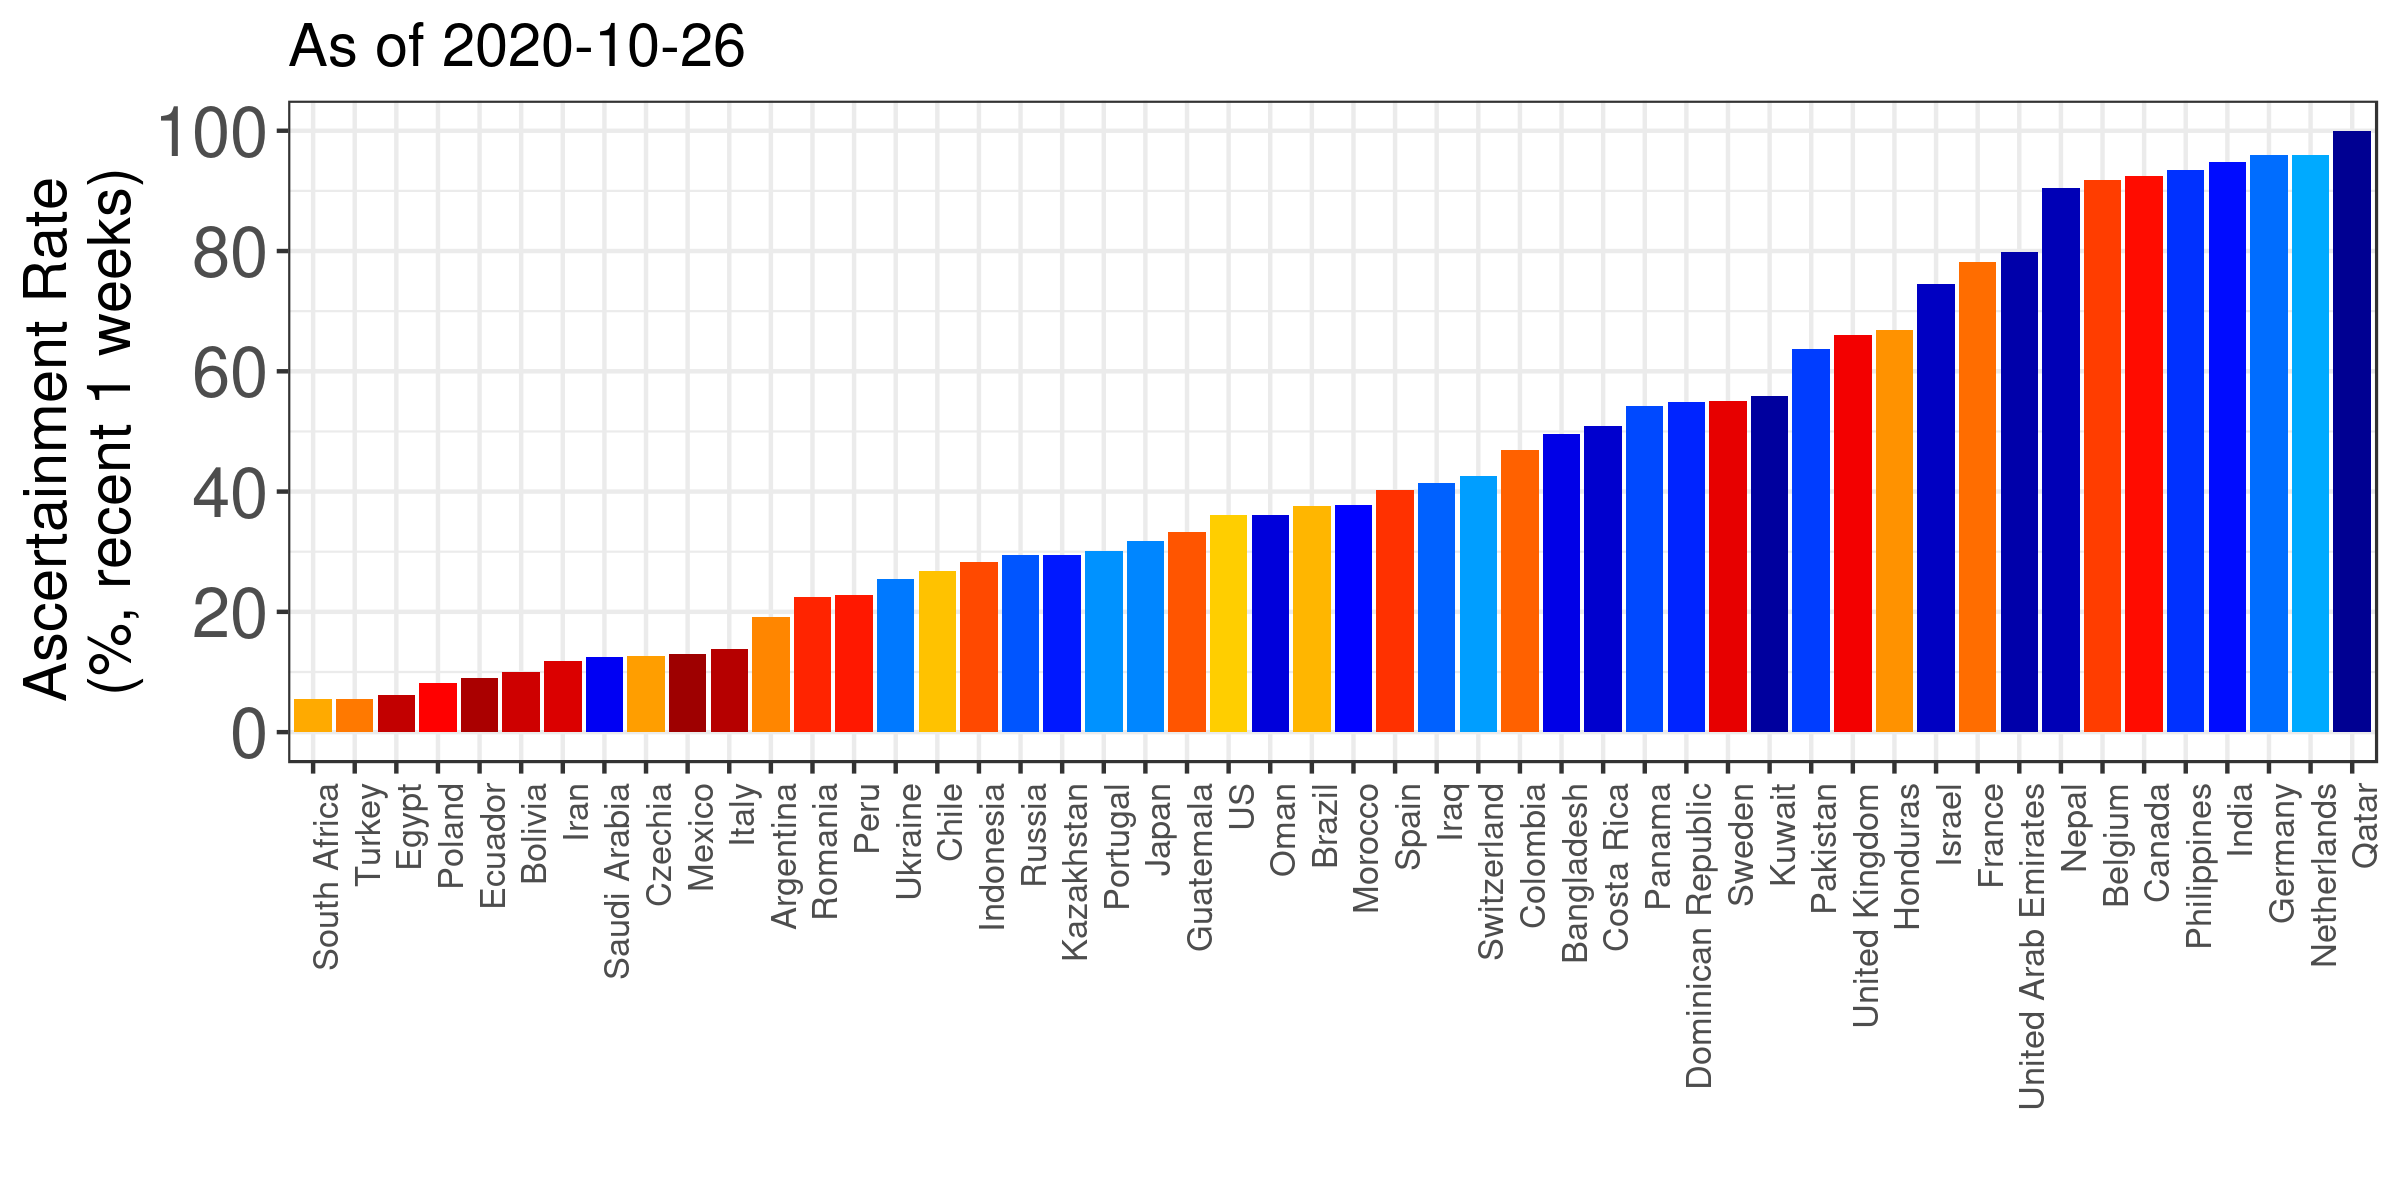 As of 2020-10-26
Ascertainment Rate
(%, recent 1 weeks)
100
80
60
40
20
0
South Africa
Turkey
Egypt
Poland
Ecuador
Bolivia
Iran
Saudi Arabia
Czechia
Mexico
Italy
Argentina
Romania
Peru
Ukraine
Chile
Indonesia
Russia
Kazakhstan
Portugal
Japan
Guatemala
US
Oman
Brazil
Morocco
Spain
Iraq
Switzerland
Colombia
Bangladesh
Costa Rica
Panama
Dominican Republic
Sweden
Kuwait
Pakistan
United Kingdom
Honduras
Israel
France
United Arab Emirates
Nepal
Belgium
Canada
Philippines
India
Germany
Netherlands
Qatar